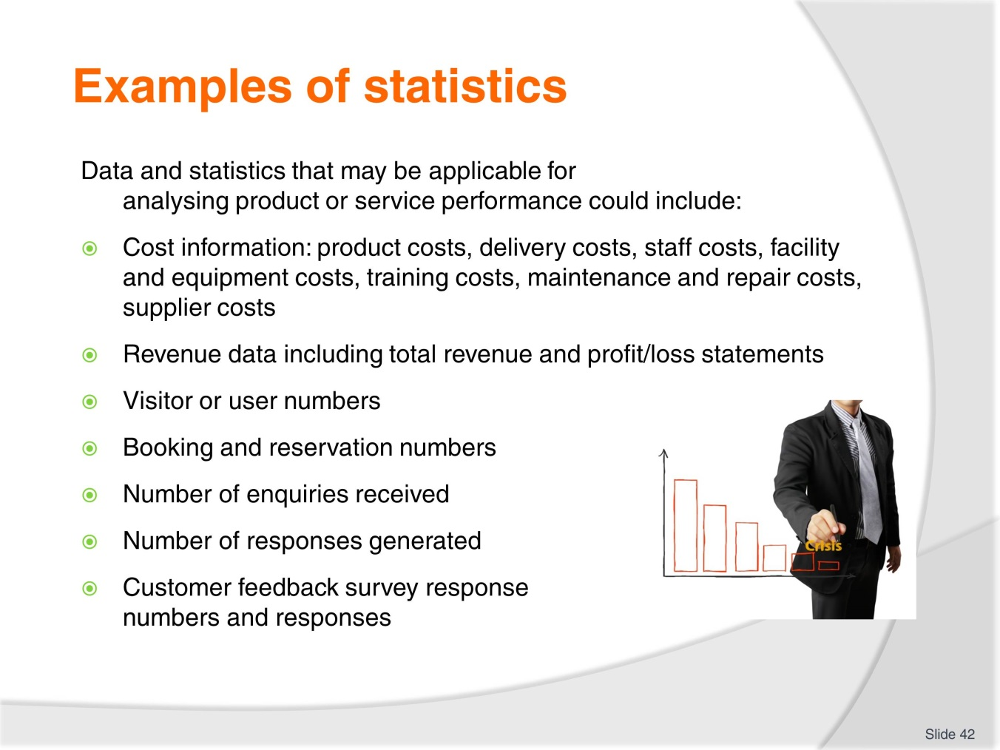 Examples of statistics
Data and statistics that may be applicable for
analysing product or service performance could include:
Cost information: product costs, delivery costs, staff costs, facility
and equipment costs, training costs, maintenance and repair costs,
supplier costs
Revenue data including total revenue and profit/loss statements
Visitor or user numbers
Booking and reservation numbers
Number of enquiries received
Number of responses generated
Crisis
Customer feedback survey response
numbers and responses
Slide 42